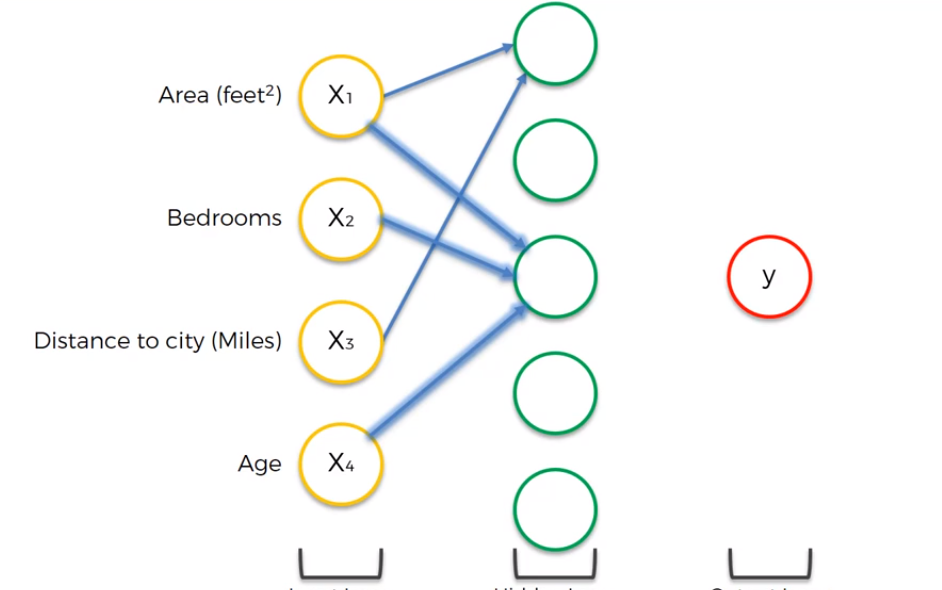 Area (feet²)
X₁
Bedrooms
X₂
Distance to city (Miles)
X₃
Age
X₄
y